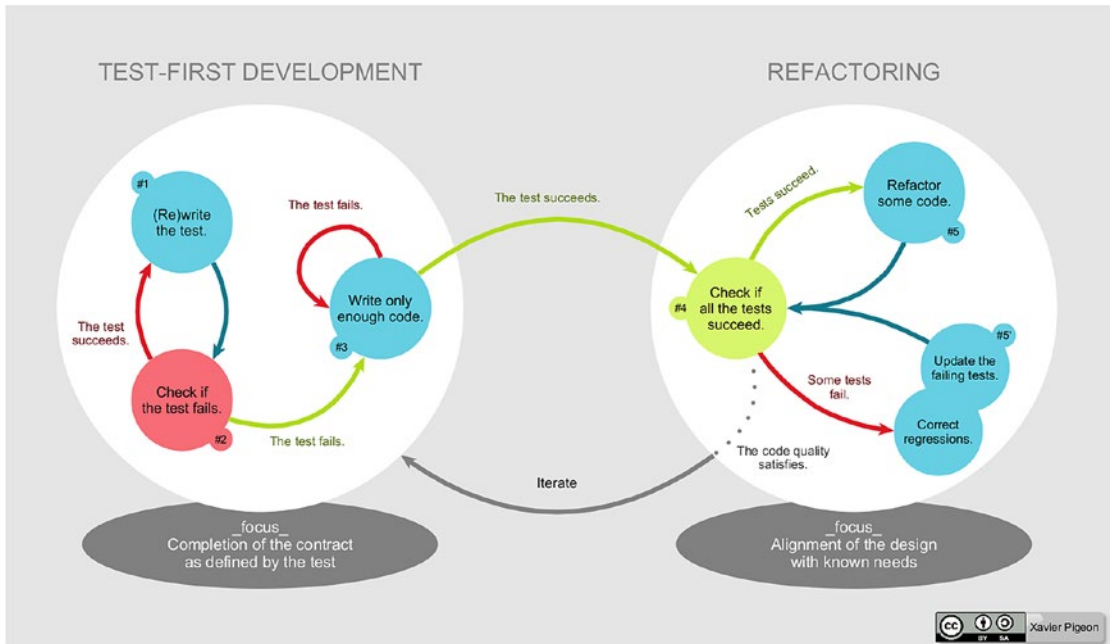 TEST-FIRST DEVELOPMENT
REFACTORING
#1
(Re)write
the test.
The test
succeeds.
Check if
the test fails.
#2
The test fails.
The test fails.
Write only
enough code.
#3
The test succeeds.
Tests succeed.
Refactor
some code.
#5
#4
Check if
all the tests
succeed.
#5'
Update the
failing tests.
Some tests
fail.
Correct
regressions.
The code quality
satisfies.
Iterate
_focus_
Completion of the contract
as defined by the test
_focus_
Alignment of the design
with known needs
cc
BY SA
Xavier Pigeon